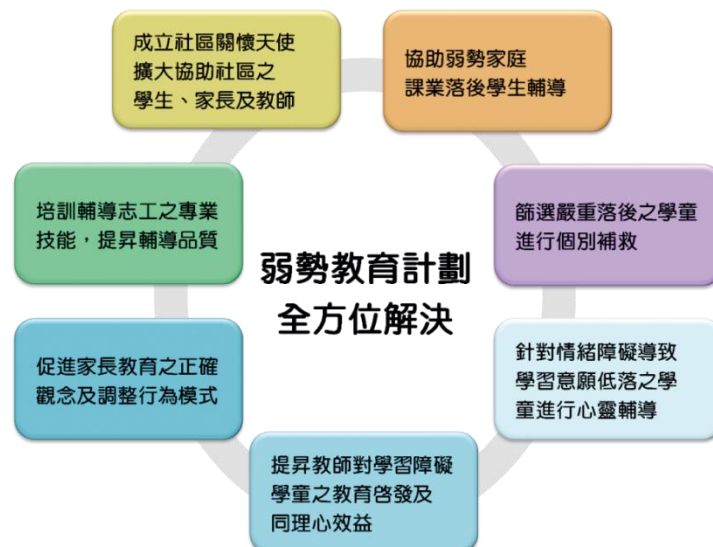 成立社區關懷天使
擴大協助社區之
學生、家長及教師
協助弱勢家庭
課業落後學生輔導
培訓輔導志工之專業
技能，提昇輔導品質
篩選嚴重落後之學童
進行個別補救
弱勢教育計劃
全方位解決
促進家長教育之正確
觀念及調整行為模式
針對情緒障礙導致
學習意願低落之學
童進行心靈輔導
提昇教師對學習障礙
學童之教育啓發及
同理心效益